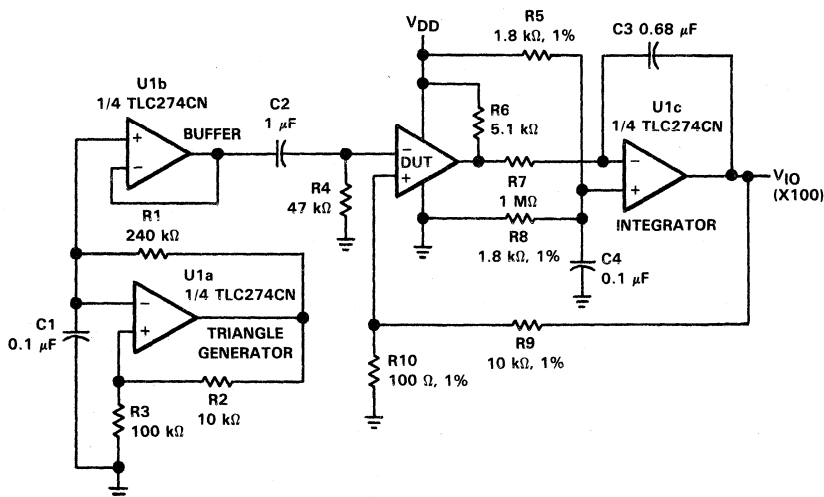 VDD
R5
1.8 kΩ, 1%
C3 0.68 μF
U1b
1/4 TLC274CN
BUFFER
C2
1 μF
R6
5.1 kΩ
U1c
1/4 TLC274CN
+
−
−
DUT
+
−
+
VIO
(X100)
R4
47 kΩ
R7
1 MΩ
INTEGRATOR
R1
240 kΩ
R8
1.8 kΩ, 1%
C4
0.1 μF
U1a
1/4 TLC274CN
−
+
TRIANGLE
GENERATOR
C1
0.1 μF
R9
10 kΩ, 1%
R10
100 Ω, 1%
R2
10 kΩ
R3
100 kΩ